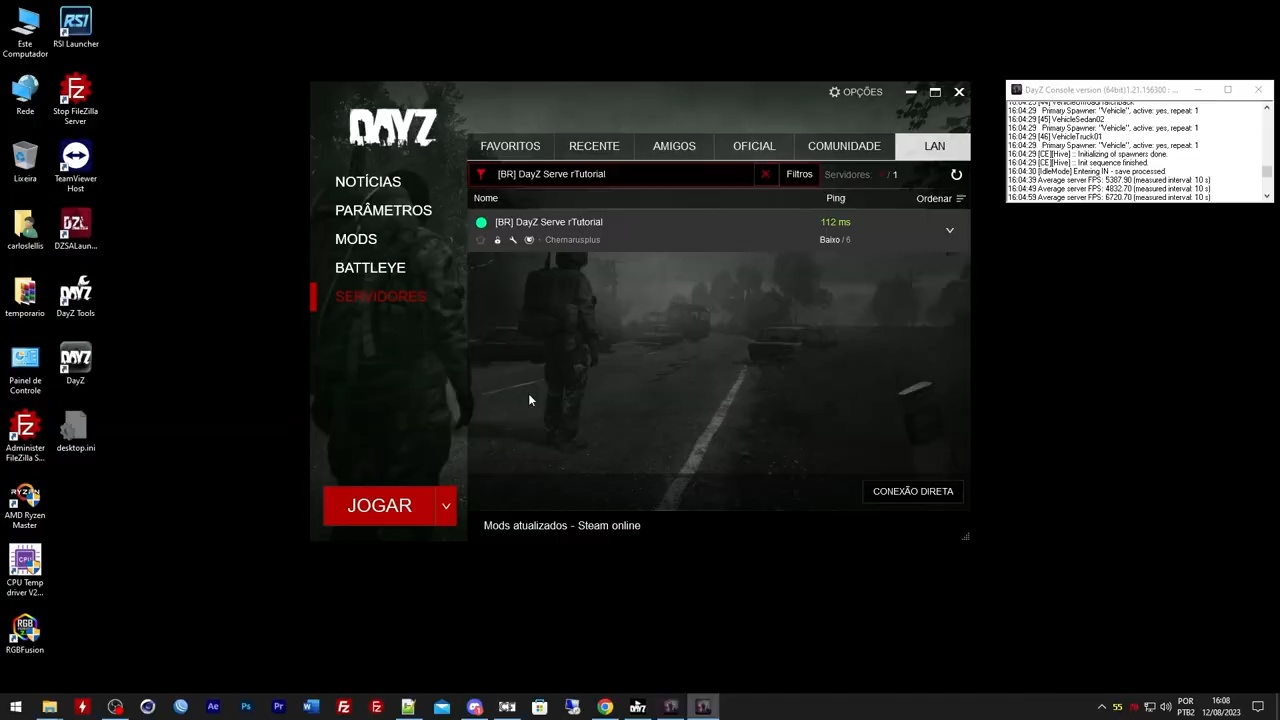 Este
Computador
RSI
RSI Launcher
Rede
Stop FileZilla
Server
Lixeira
TeamViewer
Host
carloslellis
DZSALaun...
temporario
DayZ Tools
Painel de
Controle
DayZ
Administer
FileZilla S...
desktop.ini
RYZEN
AMD Ryzen
Master
CPU
CPU Temp
driver V2...
RGB
RGBFusion
DAYZ
OPÇÕES
NOTÍCIAS
PARÂMETROS
MODS
BATTLEYE
SERVIDORES
JOGAR
FAVORITOS
RECENTE
AMIGOS
OFICIAL
COMUNIDADE
LAN
[BR] DayZ Serve rTutorial
Filtros
Servidores:
/ 1
Nome
Ping
Ordenar
[BR] DayZ Serve rTutorial
112 ms
Chernarusplus
Baixo / 6
CONEXÃO DIRETA
Mods atualizados - Steam online
DayZ Console version (64bit)1.21.156300 : ...
16:04:29 [45] VehicleSedan02
16:04:29 Primary Spawner: "Vehicle", active: yes, repeat: 1
16:04:29 [46] VehicleTruck01
16:04:29 Primary Spawner: "Vehicle", active: yes, repeat: 1
16:04:29 [CE][Hive] :: Initializing of spawners done.
16:04:29 [CE][Hive] :: Init sequence finished.
16:04:30 [IdleMode] Entering IN - save processed
16:04:39 Average server FPS: 5387.90 (measured interval: 10 s)
16:04:49 Average server FPS: 4832.70 (measured interval: 10 s)
16:04:59 Average server FPS: 6720.70 (measured interval: 10 s)
Ae
Ps
Pr
55
POR
PTB2
16:08
12/08/2023